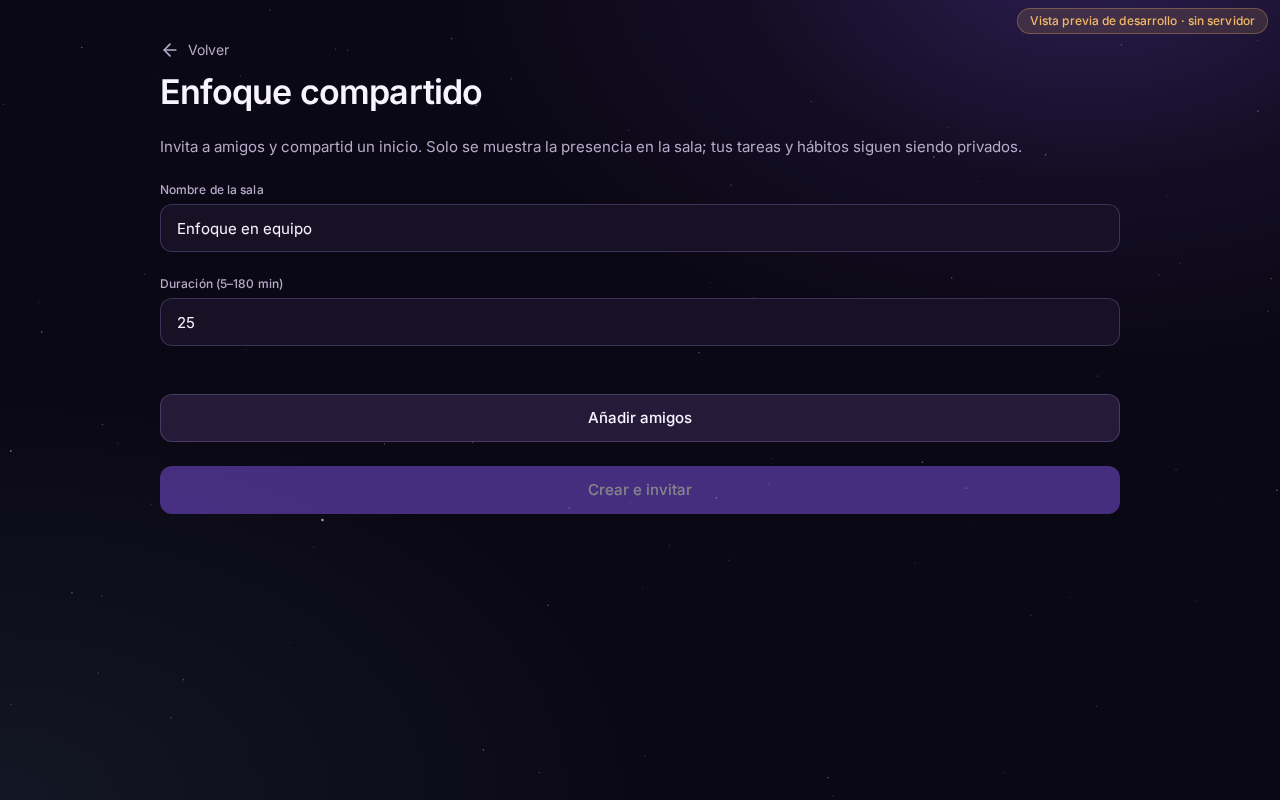 Vista previa de desarrollo · sin servidor
Volver
Enfoque compartido
Invita a amigos y compartid un inicio. Solo se muestra la presencia en la sala; tus tareas y hábitos siguen siendo privados.
Nombre de la sala
Enfoque en equipo
Duración (5–180 min)
25
Añadir amigos
Crear e invitar